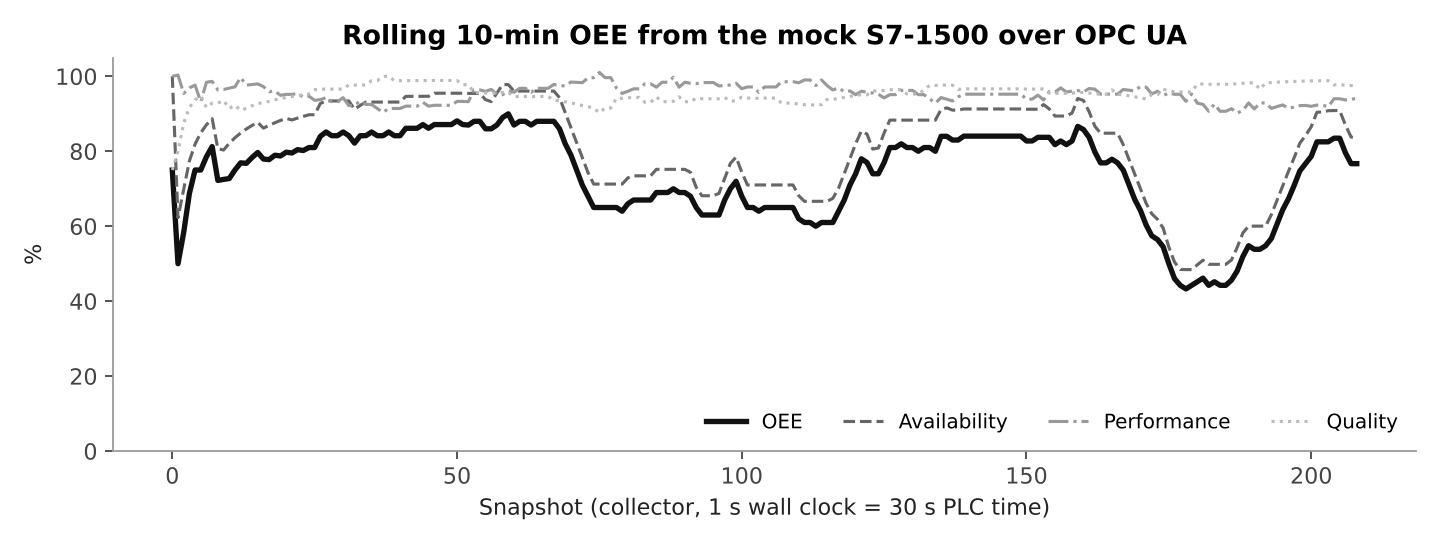 Rolling 10-min OEE from the mock S7-1500 over OPC UA
100
80
60
40
20
0
%
OEE Availability Performance Quality
0 50 100 150 200
Snapshot (collector, 1 s wall clock = 30 s PLC time)